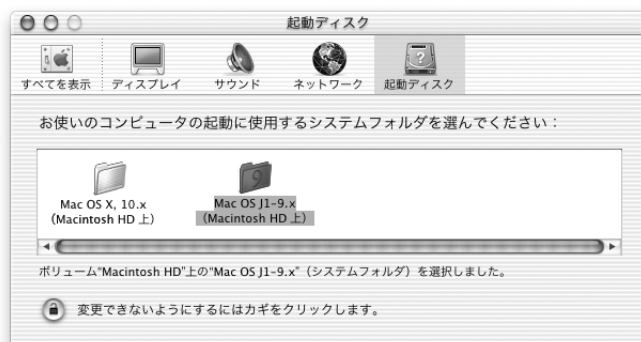 起動ディスク
すべてを表示 ディスプレイ サウンド ネットワーク 起動ディスク
お使いのコンピュータの起動に使用するシステムフォルダを選んでください：
9
Mac OS X, 10.x
（Macintosh HD 上）
Mac OS J1-9.x
（Macintosh HD 上）
ボリューム“Macintosh HD”上の“Mac OS J1-9.x”（システムフォルダ）を選択しました。
変更できないようにするにはカギをクリックします。